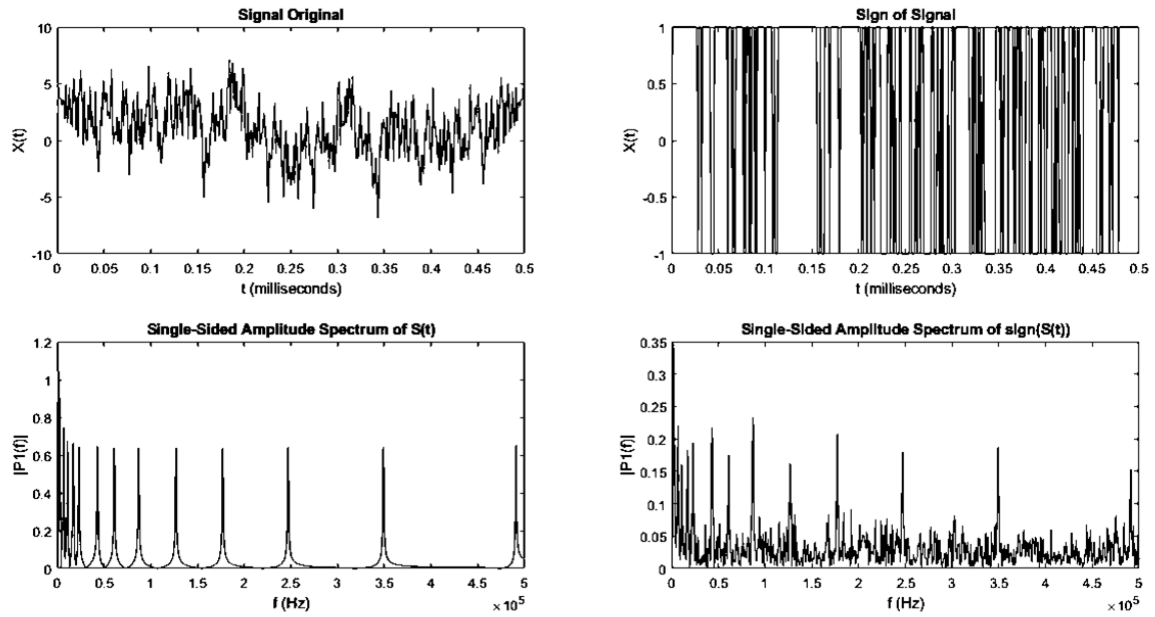 Signal Original
10
5
0
-5
-10
X(t)
0 0.05 0.1 0.15 0.2 0.25 0.3 0.35 0.4 0.45 0.5
t (milliseconds)
Sign of Signal
1
0.5
1
-0.5
-1
X(t)
0 0.05 0.1 0.15 0.2 0.25 0.3 0.35 0.4 0.45 0.5
t (milliseconds)
Single-Sided Amplitude Spectrum of S(t)
1.2
1
0.8
0.6
0.4
0.2
0
|P1(f)|
0 0.5 1 1.5 2 2.5 3 3.5 4 4.5 5
f (Hz)
×10⁵
Single-Sided Amplitude Spectrum of sign(S(t))
0.35
0.3
0.25
0.2
0.15
0.1
0.05
0
|P1(f)|
0 0.5 1 1.5 2 2.5 3 3.5 4 4.5 5
f (Hz)
×10⁵